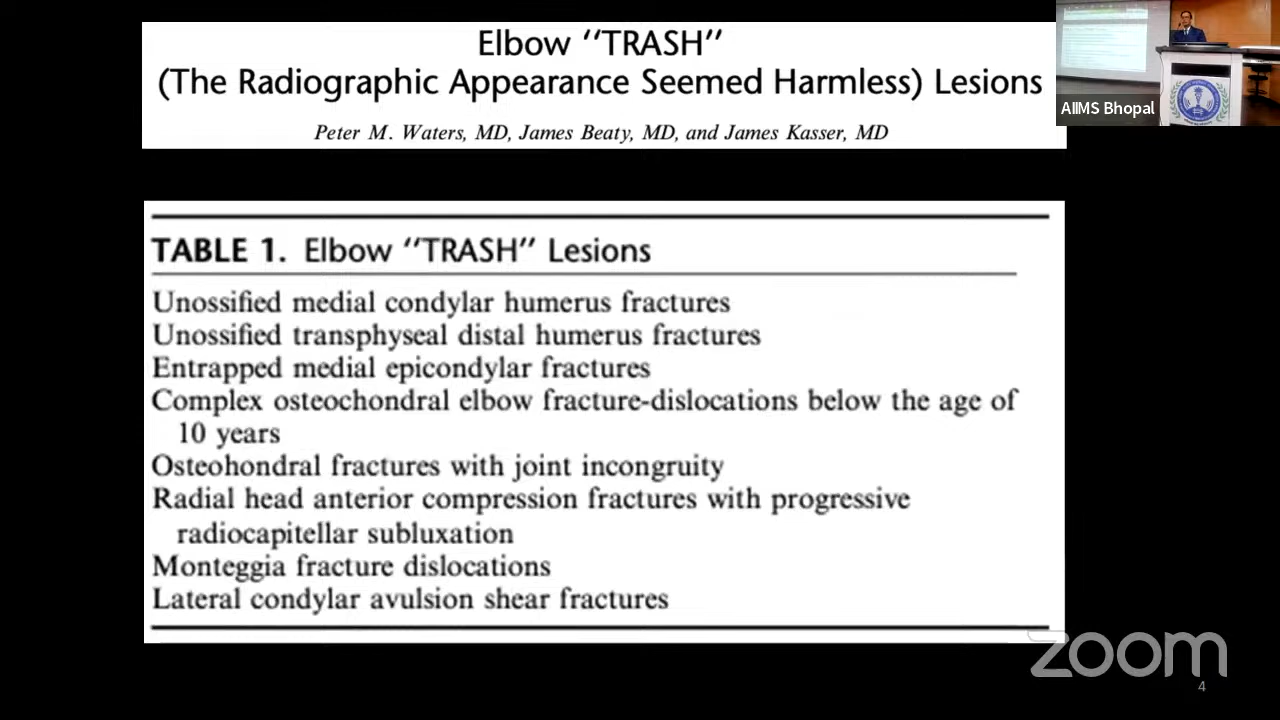 Elbow ‘‘TRASH’’
(The Radiographic Appearance Seemed Harmless) Lesions
Peter M. Waters, MD, James Beaty, MD, and James Kasser, MD
AIIMS Bhopal
TABLE 1. Elbow ‘‘TRASH’’ Lesions
Unossified medial condylar humerus fractures
Unossified transphyseal distal humerus fractures
Entrapped medial epicondylar fractures
Complex osteochondral elbow fracture-dislocations below the age of
10 years
Osteohondral fractures with joint incongruity
Radial head anterior compression fractures with progressive
radiocapitellar subluxation
Monteggia fracture dislocations
Lateral condylar avulsion shear fractures
zoom
4